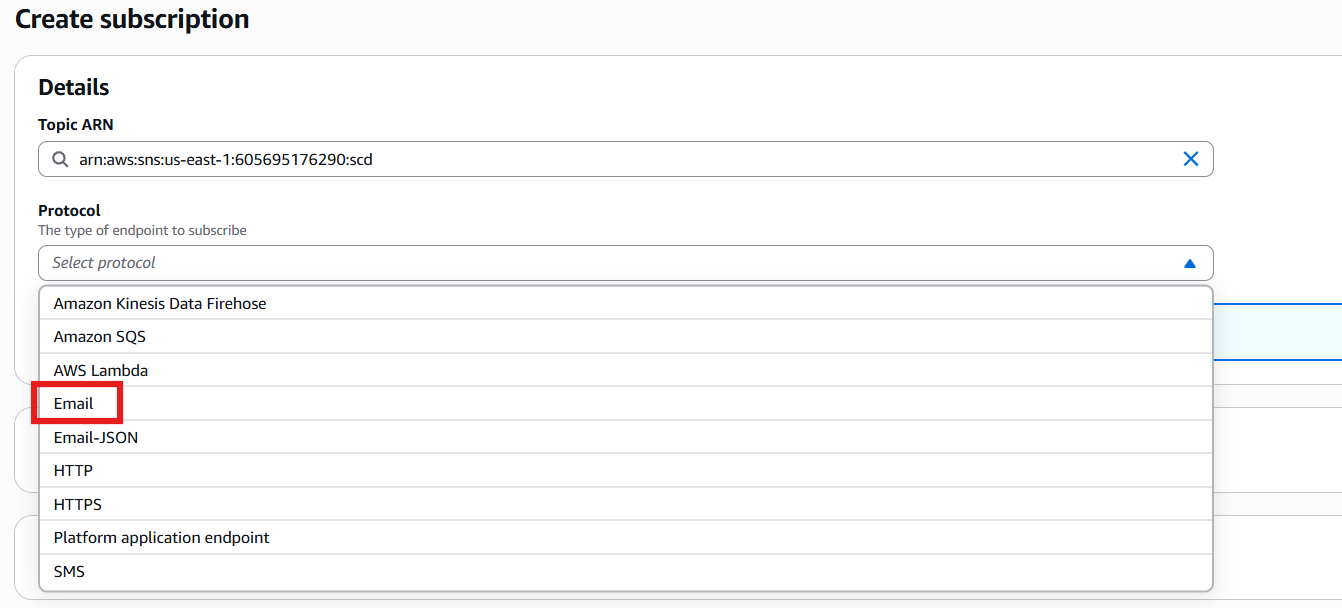 Create subscription
Details
Topic ARN
arn:aws:sns:us-east-1:605695176290:scd
Protocol
The type of endpoint to subscribe
Select protocol
Amazon Kinesis Data Firehose
Amazon SQS
AWS Lambda
Email
Email-JSON
HTTP
HTTPS
Platform application endpoint
SMS